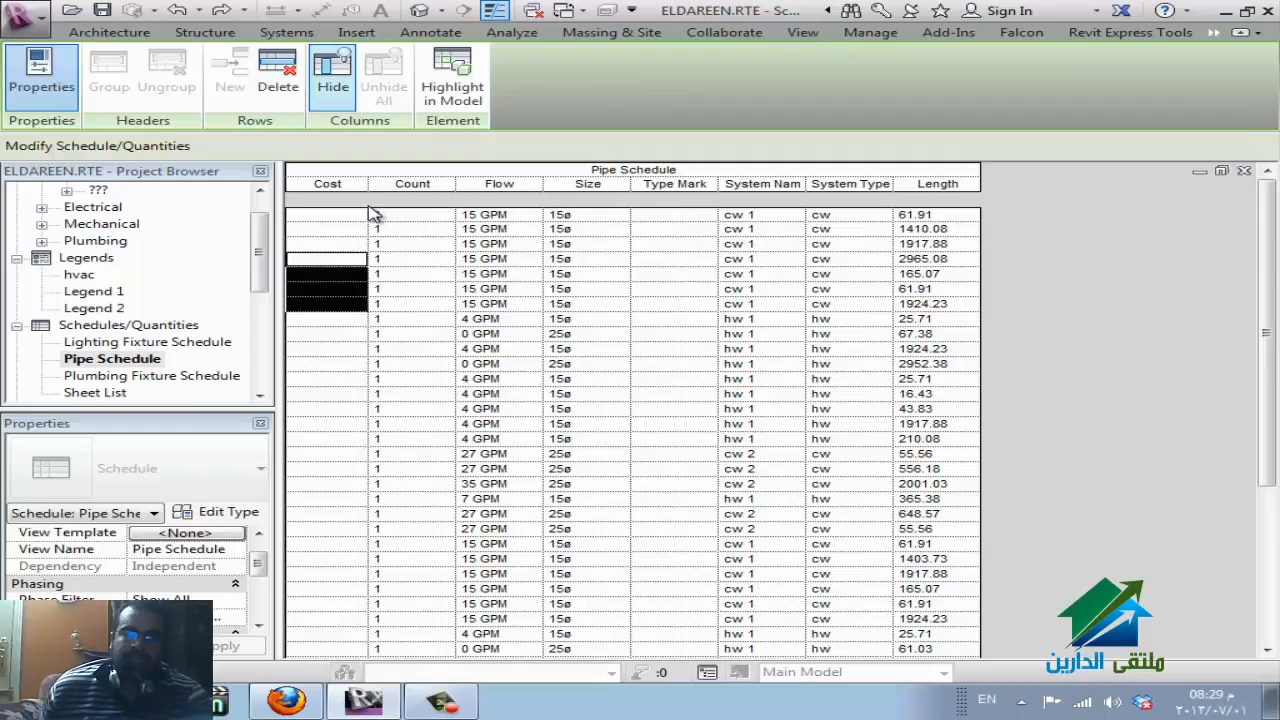 ELDAREEN.RTE - Sc...
Sign In
Architecture Structure Systems Insert Annotate Analyze Massing & Site Collaborate View Manage Add-Ins Falcon Revit Express Tools
Properties Group Ungroup New Delete Hide Unhide All Highlight in Model
Properties Headers Rows Columns Element
Modify Schedule/Quantities
ELDAREEN.RTE - Project Browser
???
Electrical
Mechanical
Plumbing
Legends
hvac
Legend 1
Legend 2
Schedules/Quantities
Lighting Fixture Schedule
Pipe Schedule
Plumbing Fixture Schedule
Sheet List
Properties
Schedule
Schedule: Pipe Sche
Edit Type
View Template <None>
View Name Pipe Schedule
Dependency Independent
Phasing
Pipe Schedule
Cost Count Flow Size Type Mark System Nam System Type Length
15 GPM 15ø cw 1 cw 61.91
1 15 GPM 15ø cw 1 cw 1410.08
1 15 GPM 15ø cw 1 cw 1917.88
1 15 GPM 15ø cw 1 cw 2965.08
1 15 GPM 15ø cw 1 cw 165.07
1 15 GPM 15ø cw 1 cw 61.91
1 15 GPM 15ø cw 1 cw 1924.23
1 4 GPM 15ø hw 1 hw 25.71
1 0 GPM 25ø hw 1 hw 67.38
1 4 GPM 15ø hw 1 hw 1924.23
1 0 GPM 25ø hw 1 hw 2952.38
1 4 GPM 15ø hw 1 hw 25.71
1 4 GPM 15ø hw 1 hw 16.43
1 4 GPM 15ø hw 1 hw 43.83
1 4 GPM 15ø hw 1 hw 1917.88
1 4 GPM 15ø hw 1 hw 210.08
1 27 GPM 25ø cw 2 cw 55.56
1 27 GPM 25ø cw 2 cw 556.18
1 35 GPM 25ø cw 2 cw 2001.03
1 7 GPM 25ø hw 1 hw 365.38
1 27 GPM 25ø cw 2 cw 648.57
1 27 GPM 25ø cw 2 cw 55.56
1 15 GPM 15ø cw 1 cw 61.91
1 15 GPM 15ø cw 1 cw 1403.73
1 15 GPM 15ø cw 1 cw 1917.88
1 15 GPM 15ø cw 1 cw 165.07
1 15 GPM 15ø cw 1 cw 61.91
1 15 GPM 15ø cw 1 cw 1924.23
1 4 GPM 15ø hw 1 hw 25.71
1 0 GPM 25ø hw 1 hw 61.03
ملتقى الدارين
:0
Main Model
EN
08:29 م
٢٠١٣/٠٧/٠١